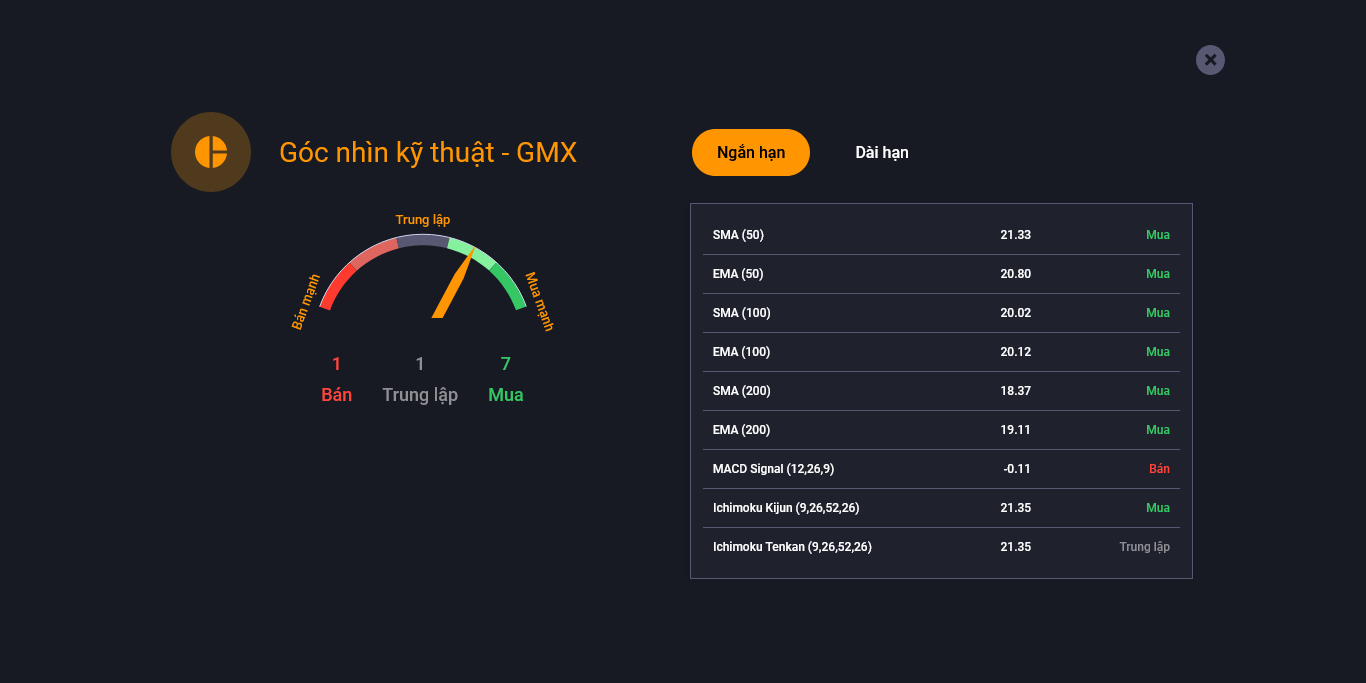 Góc nhìn kỹ thuật - GMX
Trung lập
Bán mạnh
Mua mạnh
1 1 7
Bán Trung lập Mua
Ngắn hạn Dài hạn
SMA (50) 21.33 Mua
EMA (50) 20.80 Mua
SMA (100) 20.02 Mua
EMA (100) 20.12 Mua
SMA (200) 18.37 Mua
EMA (200) 19.11 Mua
MACD Signal (12,26,9) -0.11 Bán
Ichimoku Kijun (9,26,52,26) 21.35 Mua
Ichimoku Tenkan (9,26,52,26) 21.35 Trung lập